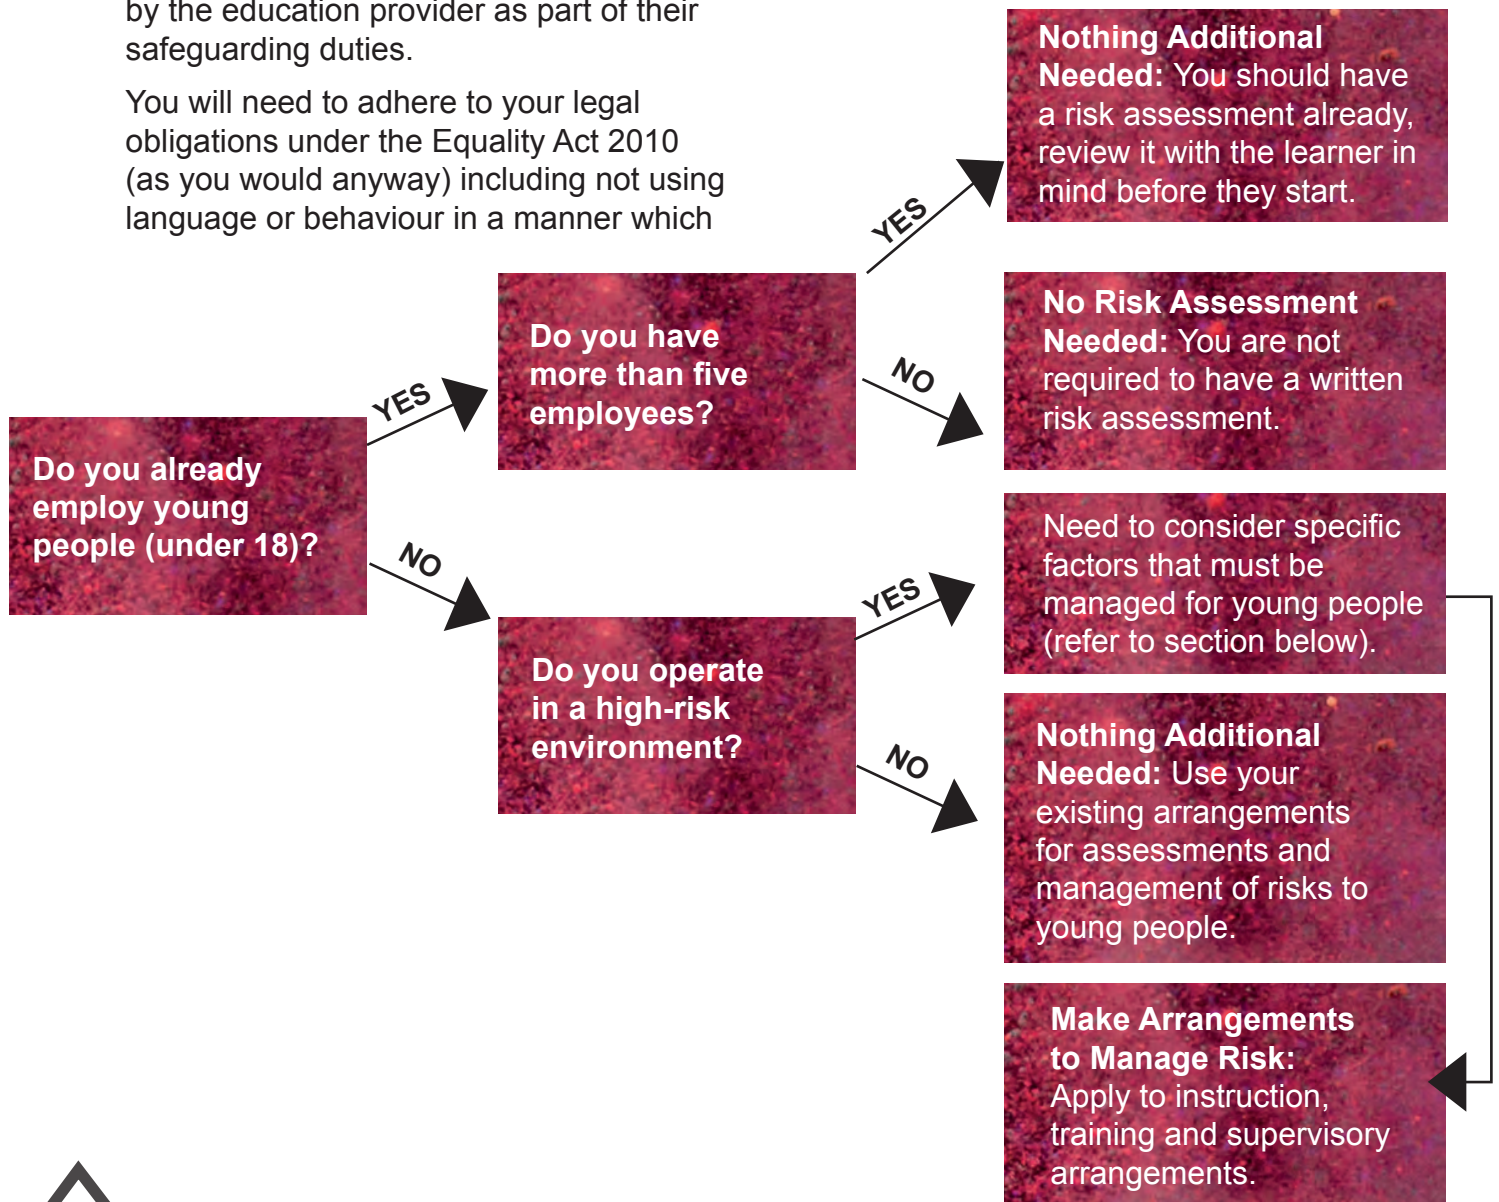 by the education provider as part of their
safeguarding duties.
You will need to adhere to your legal
obligations under the Equality Act 2010
(as you would anyway) including not using
language or behaviour in a manner which
Nothing Additional
Needed: You should have
a risk assessment already,
review it with the learner in
mind before they start.
YES
Do you have
more than five
employees?
NO
No Risk Assessment
Needed: You are not
required to have a written
risk assessment.
YES
Do you already
employ young
people (under 18)?
NO
Do you operate
in a high-risk
environment?
YES
Need to consider specific
factors that must be
managed for young people
(refer to section below).
NO
Nothing Additional
Needed: Use your
existing arrangements
for assessments and
management of risks to
young people.
Make Arrangements
to Manage Risk:
Apply to instruction,
training and supervisory
arrangements.